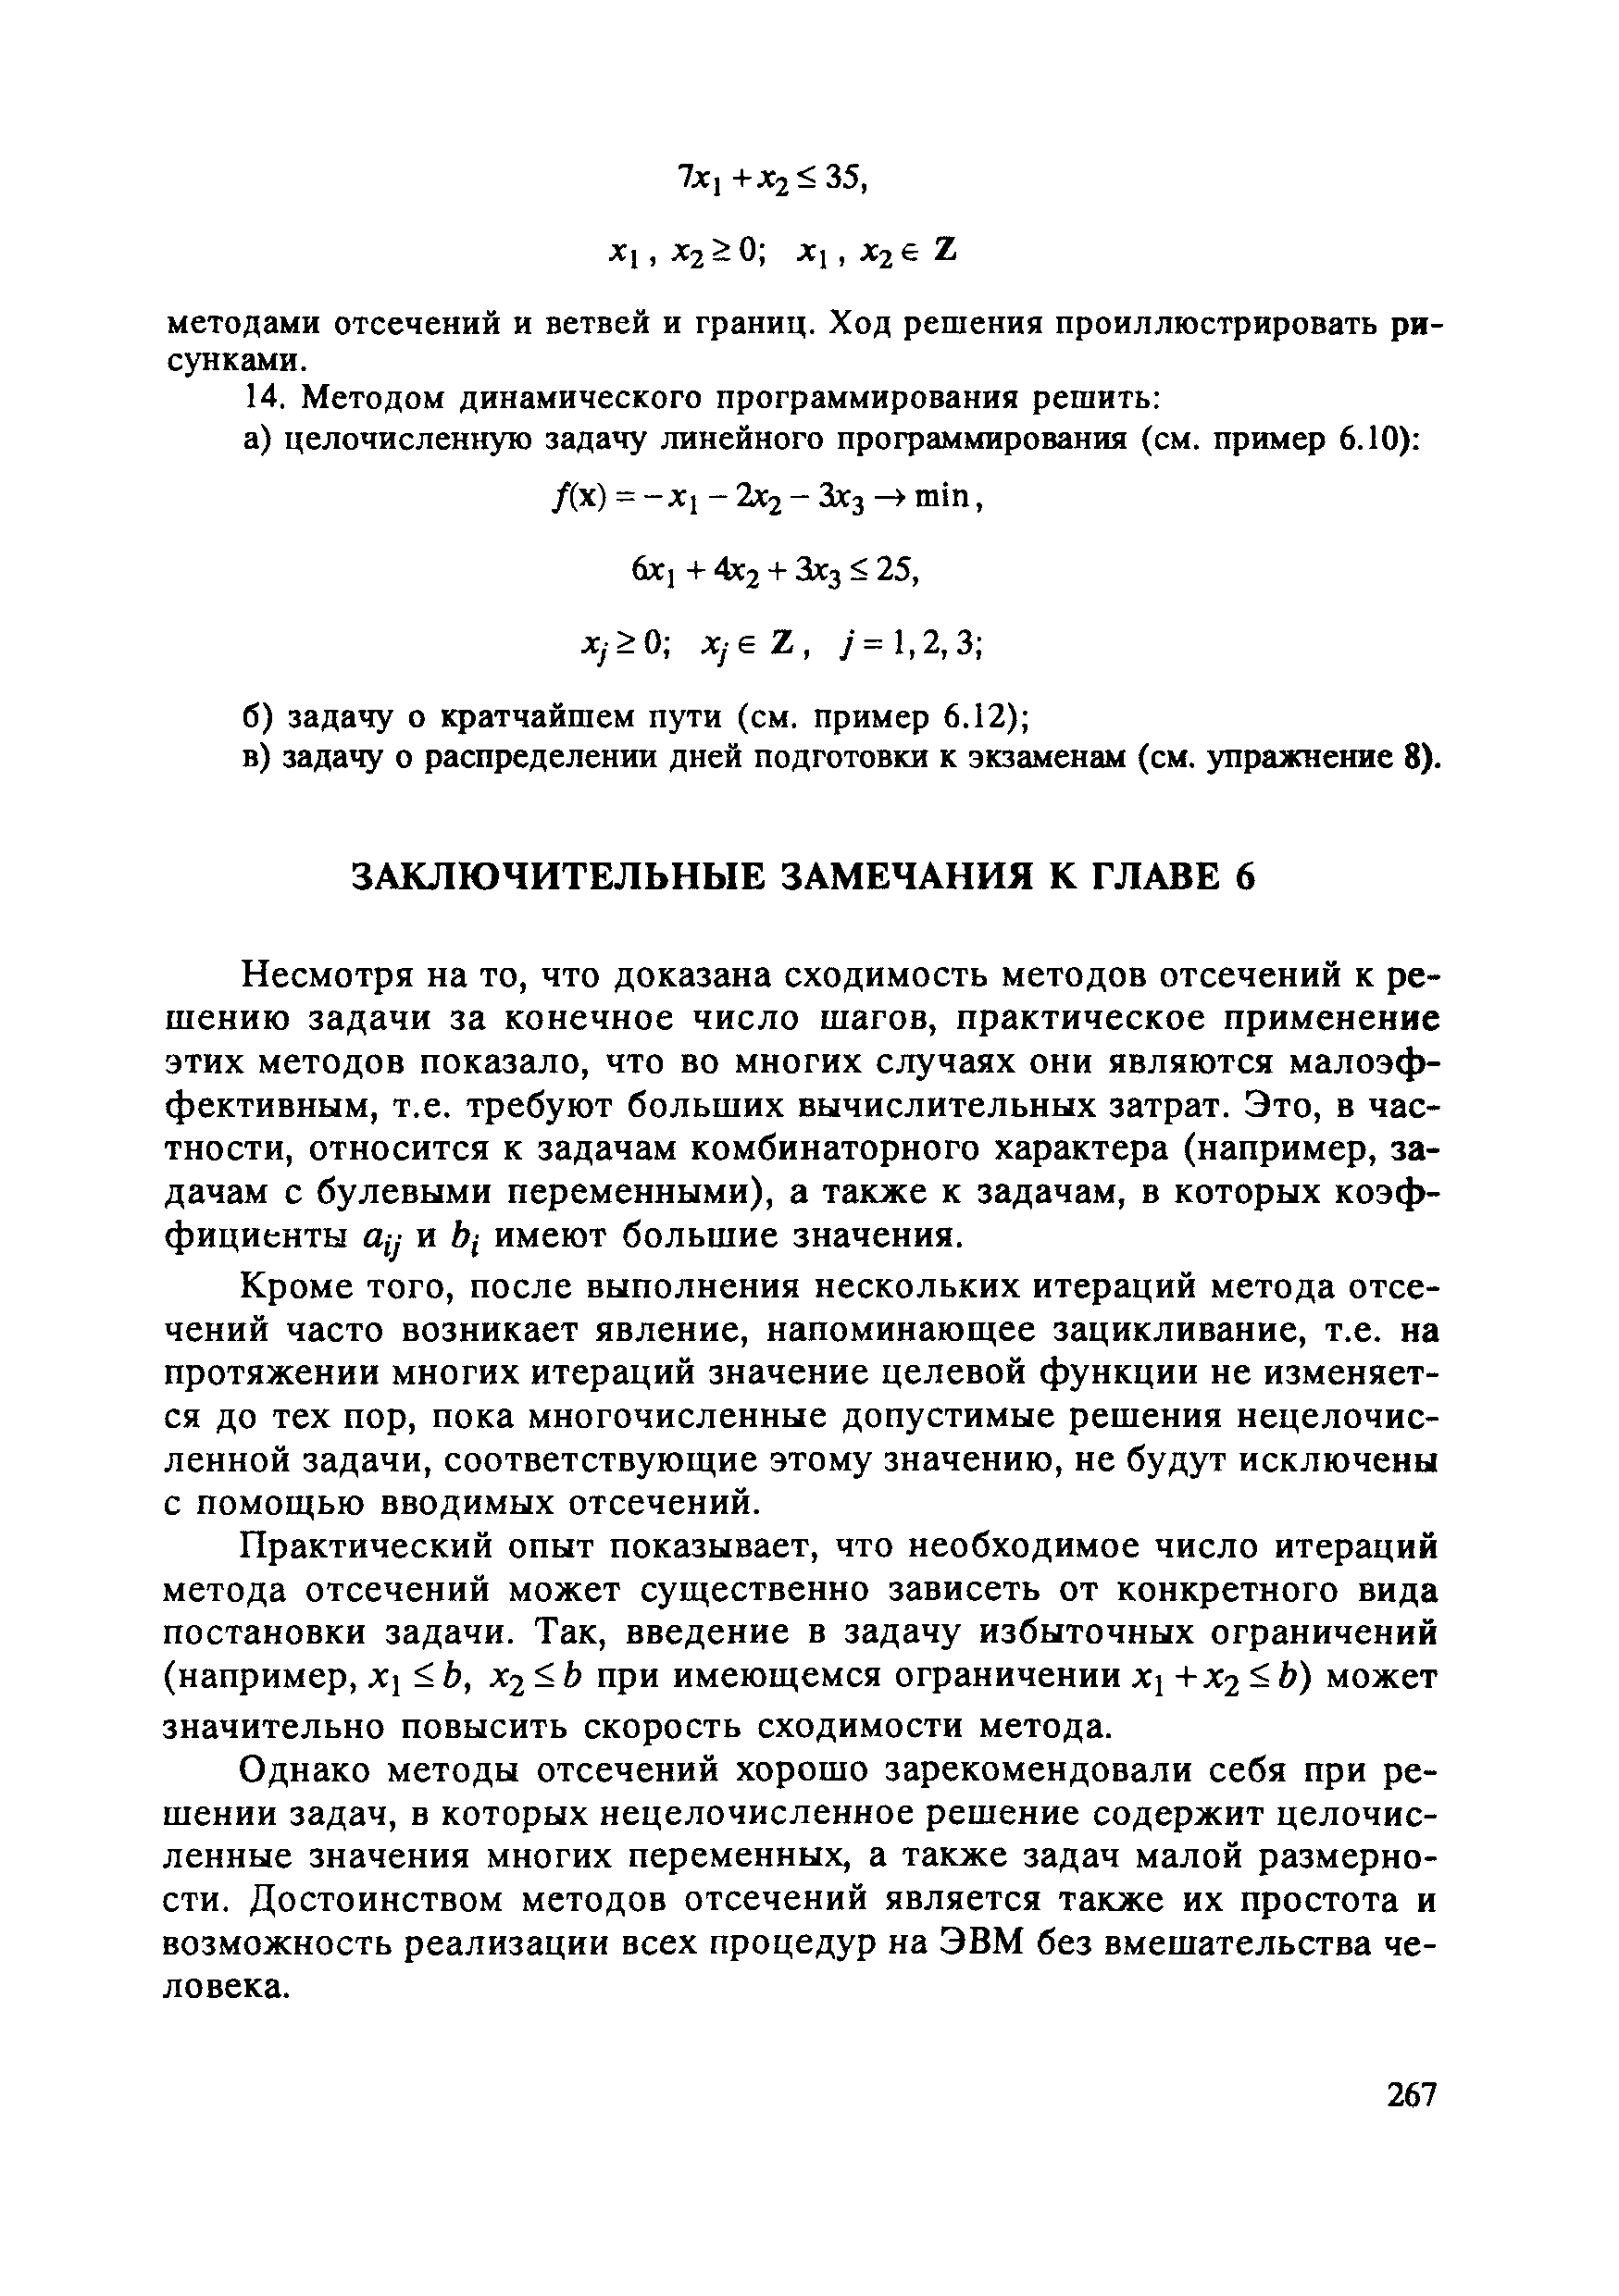 7x₁ + x₂ ≤ 35,
x₁ , x₂ ≥ 0; x₁ , x₂ ∈ Z
методами отсечений и ветвей и границ. Ход решения проиллюстрировать ри-
сунками.
14. Методом динамического программирования решить:
а) целочисленную задачу линейного программирования (см. пример 6.10):
f(x) = − x₁ − 2x₂ − 3x₃ → min ,
6x₁ + 4x₂ + 3x₃ ≤ 25,
xⱼ ≥ 0; xⱼ ∈ Z , j = 1, 2, 3;
б) задачу о кратчайшем пути (см. пример 6.12);
в) задачу о распределении дней подготовки к экзаменам (см. упражнение 8).
ЗАКЛЮЧИТЕЛЬНЫЕ ЗАМЕЧАНИЯ К ГЛАВЕ 6
Несмотря на то, что доказана сходимость методов отсечений к ре-
шению задачи за конечное число шагов, практическое применение
этих методов показало, что во многих случаях они являются малоэф-
фективным, т.е. требуют больших вычислительных затрат. Это, в час-
тности, относится к задачам комбинаторного характера (например, за-
дачам с булевыми переменными), а также к задачам, в которых коэф-
фициенты aᵢⱼ и bᵢ имеют большие значения.
Кроме того, после выполнения нескольких итераций метода отсе-
чений часто возникает явление, напоминающее зацикливание, т.е. на
протяжении многих итераций значение целевой функции не изменяет-
ся до тех пор, пока многочисленные допустимые решения нецелочис-
ленной задачи, соответствующие этому значению, не будут исключены
с помощью вводимых отсечений.
Практический опыт показывает, что необходимое число итераций
метода отсечений может существенно зависеть от конкретного вида
постановки задачи. Так, введение в задачу избыточных ограничений
(например, x₁ ≤ b, x₂ ≤ b при имеющемся ограничении x₁ + x₂ ≤ b) может
значительно повысить скорость сходимости метода.
Однако методы отсечений хорошо зарекомендовали себя при ре-
шении задач, в которых нецелочисленное решение содержит целочис-
ленные значения многих переменных, а также задач малой размерно-
сти. Достоинством методов отсечений является также их простота и
возможность реализации всех процедур на ЭВМ без вмешательства че-
ловека.
267